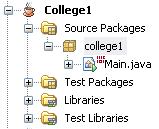 College1
Source Packages
college1
Main.java
Test Packages
Libraries
Test Libraries